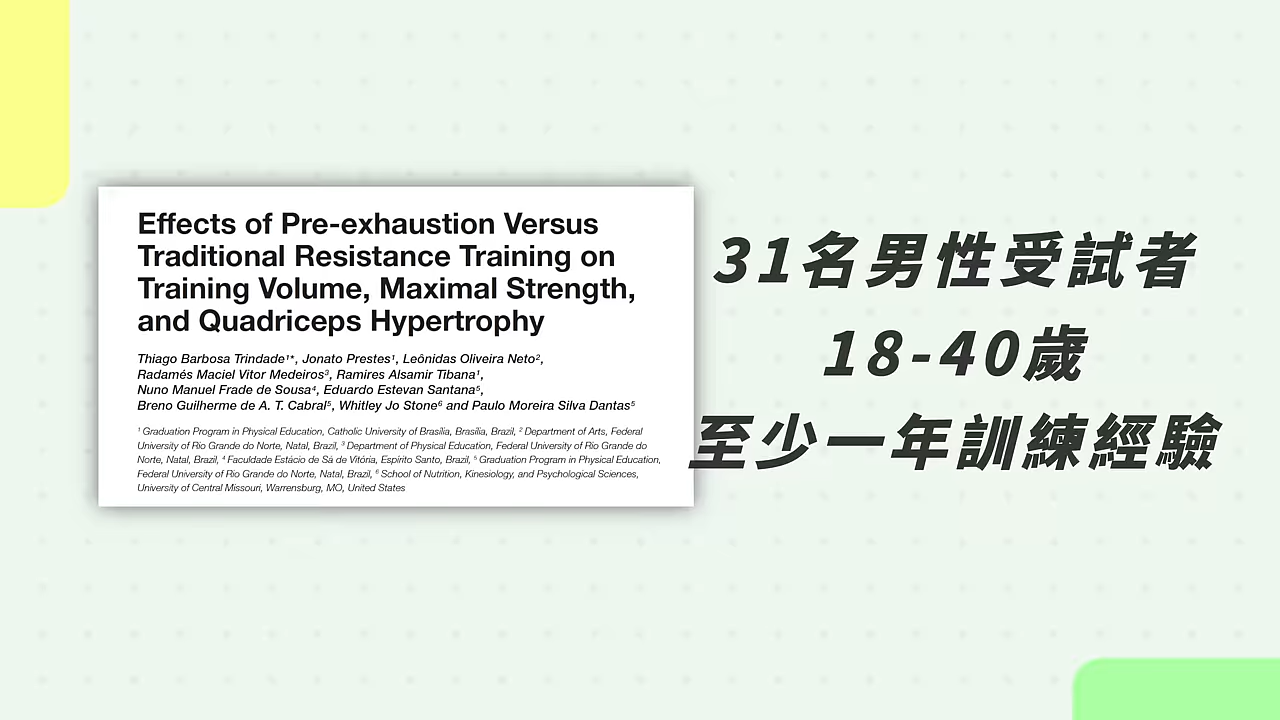 Effects of Pre-exhaustion Versus
Traditional Resistance Training on
Training Volume, Maximal Strength,
and Quadriceps Hypertrophy
Thiago Barbosa Trindade¹*, Jonato Prestes¹, Leônidas Oliveira Neto²,
Radamés Maciel Vítor Medeiros³, Ramires Alsamir Tibana¹,
Nuno Manuel Frade de Sousa⁴, Eduardo Estevan Santana⁵,
Breno Guilherme de A. T. Cabral⁵, Whitley Jo Stone⁶ and Paulo Moreira Silva Dantas⁵
¹ Graduation Program in Physical Education, Catholic University of Brasilia, Brasília, Brazil, ² Department of Arts, Federal
University of Rio Grande do Norte, Natal, Brazil, ³ Department of Physical Education, Federal University of Rio Grande do
Norte, Natal, Brazil, ⁴ Faculdade Estácio de Sá de Vitória, Espírito Santo, Brazil, ⁵ Graduation Program in Physical Education,
Federal University of Rio Grande do Norte, Natal, Brazil, ⁶ School of Nutrition, Kinesiology, and Psychological Sciences,
University of Central Missouri, Warrensburg, MO, United States
31名男性受試者
18-40歲
至少一年訓練經驗